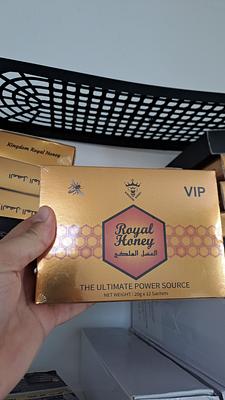 Kingdom Royal Honey
VIP
Royal
Honey
العسل الملكي
THE ULTIMATE POWER SOURCE
NET WEIGHT : 20g x 12 Sachets